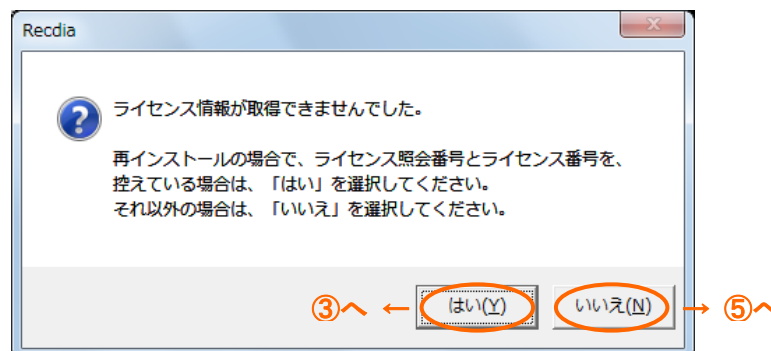 Recdia
ライセンス情報が取得できませんでした。
再インストールの場合で、ライセンス照会番号とライセンス番号を、
控えている場合は、「はい」を選択してください。
それ以外の場合は、「いいえ」を選択してください。
③へ ← はい(Y) いいえ(N) → ⑤へ